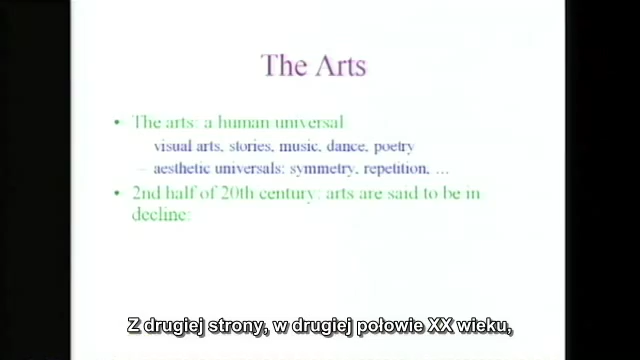 The Arts
• The arts: a human universal
visual arts, stories, music, dance, poetry
– aesthetic universals: symmetry, repetition, ...
• 2nd half of 20th century: arts are said to be in
decline:
Z drugiej strony, w drugiej połowie XX wieku,